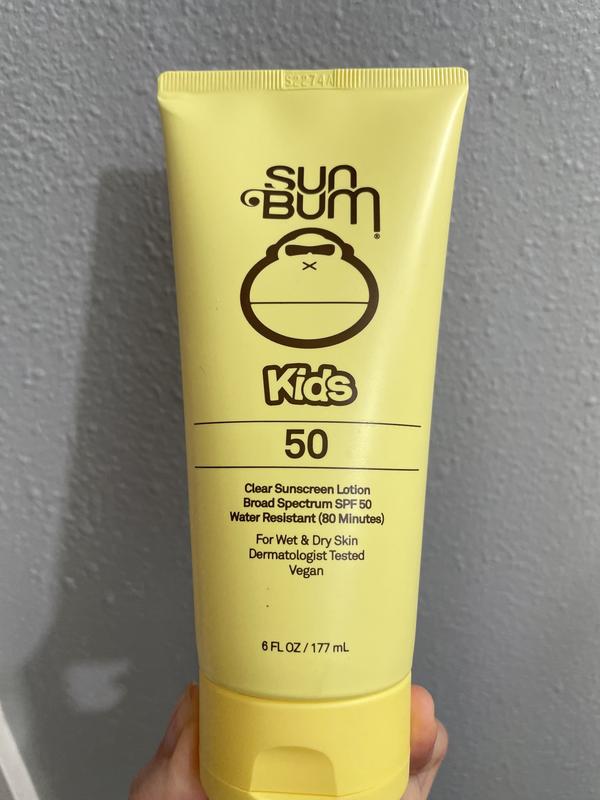 S2274A
SUN
BUM®
Kids
50
Clear Sunscreen Lotion
Broad Spectrum SPF 50
Water Resistant (80 Minutes)
For Wet & Dry Skin
Dermatologist Tested
Vegan
6 FL OZ / 177 mL